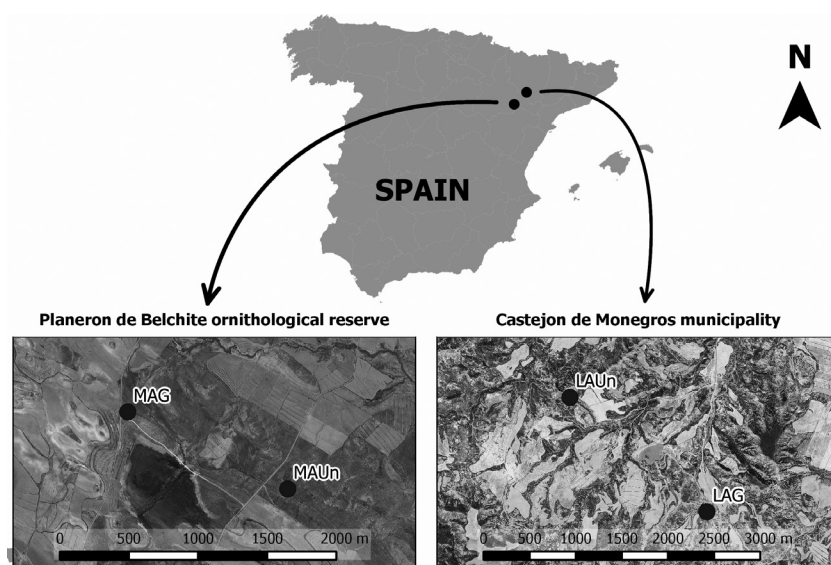 N
SPAIN
Planeron de Belchite ornithological reserve
Castejon de Monegros municipality
MAG
MAUn
0 500 1000 1500 2000 m
LAUn
LAG
0 500 1000 1500 2000 2500 3000 m